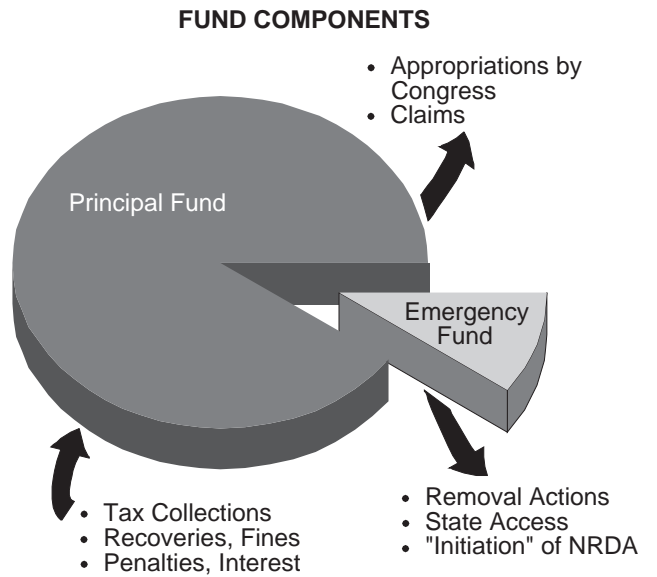 FUND COMPONENTS
• Appropriations by
Congress
• Claims
Principal Fund
Emergency
Fund
• Tax Collections
• Recoveries, Fines
• Penalties, Interest
• Removal Actions
• State Access
• "Initiation" of NRDA